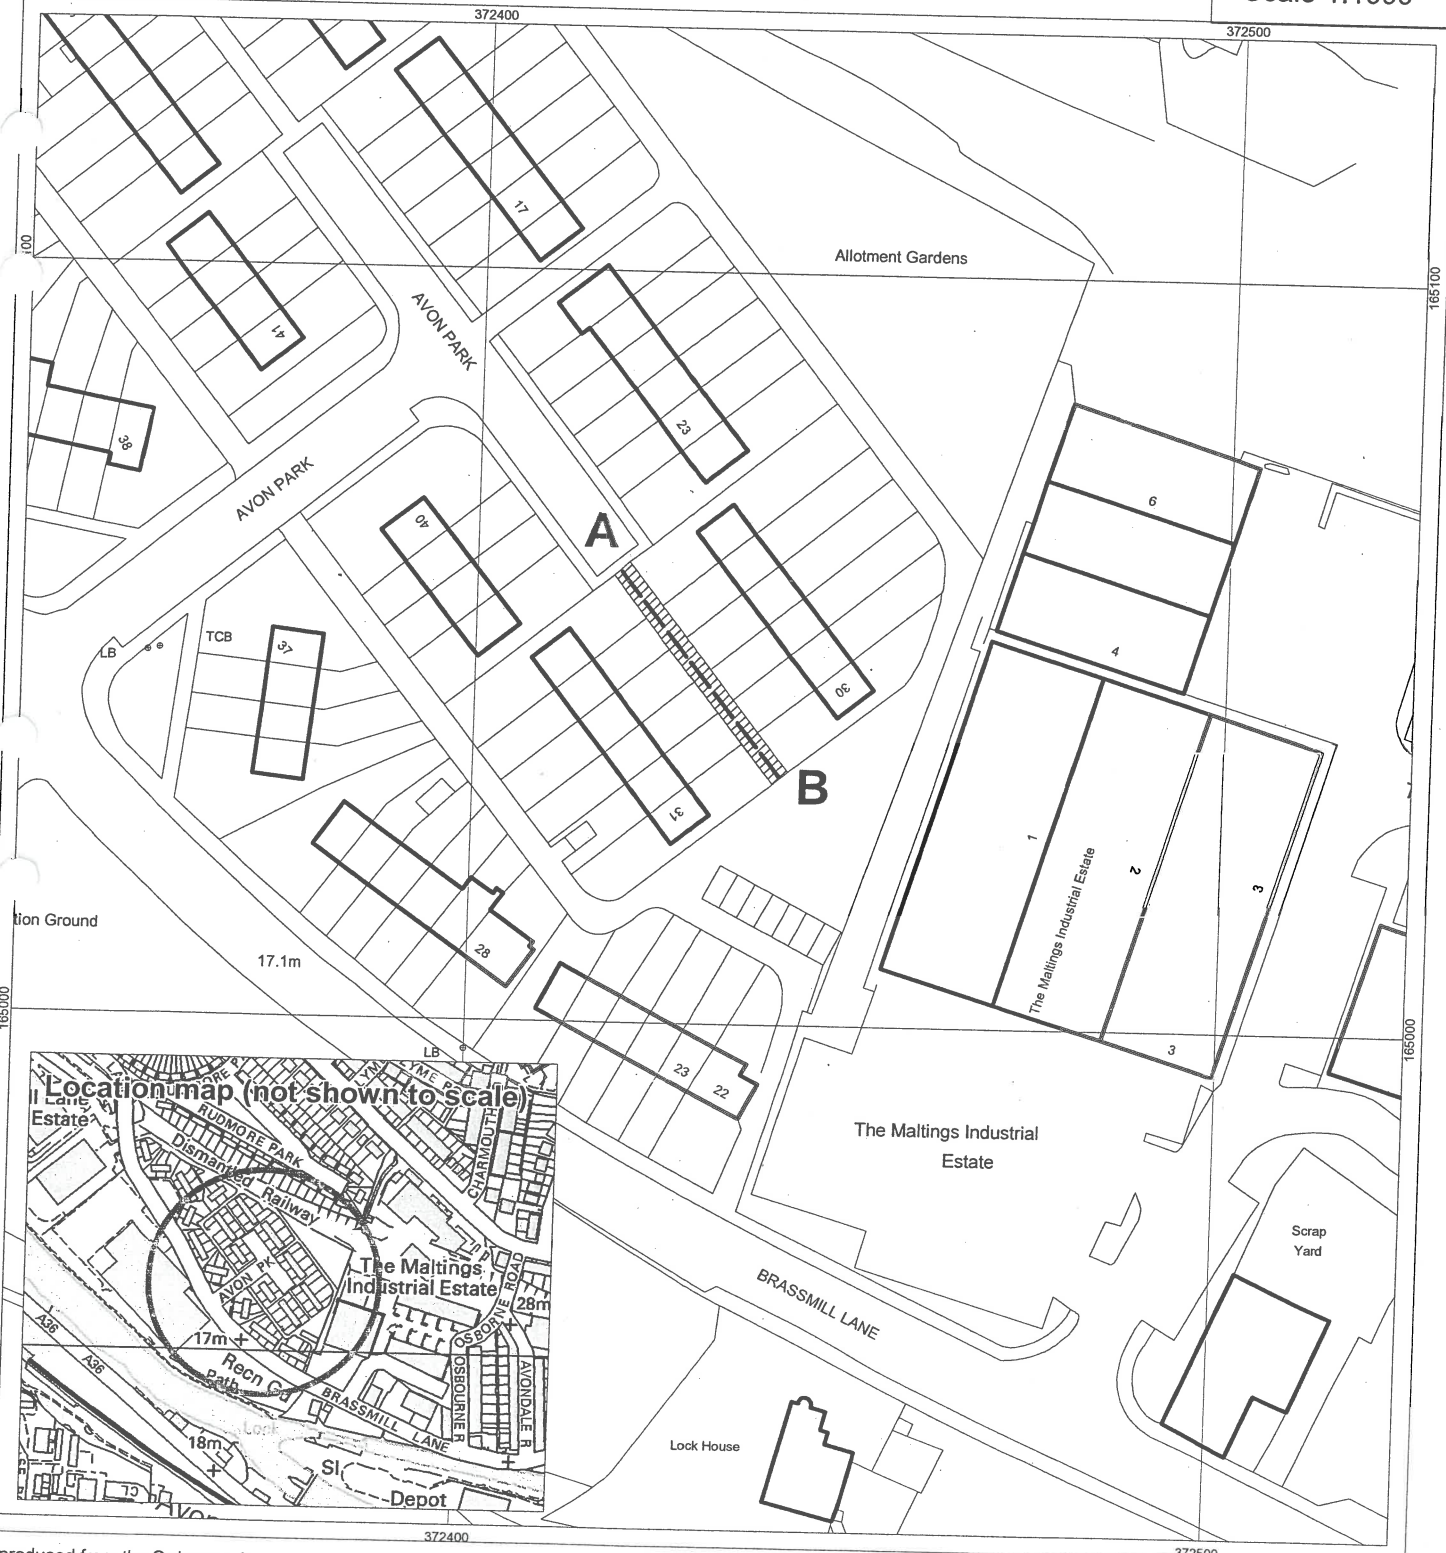 372400
372500
17
100
Allotment Gardens
165100
41
AVON PARK
38
23
AVON PARK
40
A
6
TCB
37
LB
4
30
B
31
1
The Maltings Industrial Estate
2
3
tion Ground
17.1m
28
165000
165000
LB
23
22
3
The Maltings Industrial
Estate
Scrap
Yard
BRASSMILL LANE
Lock House
Location map (not shown to scale)
Estate
RUDMORE PARK
Dismantled Railway
CHARMOUTH
The Maltings
Industrial Estate
AVON PK
OSBORNE ROAD
28m
17m
A36
A36
Recn Gd
Path
BRASSMILL LANE
OSBOURNE R
AVONDALE R
Lock
18m
SI
Depot
372400
372500